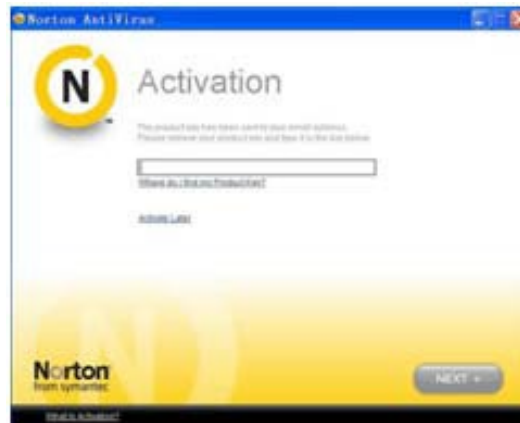 Norton AntiVirus
N
Activation
The product key has been sent to your email address.
Please retrieve your product key and type it in the box below
Where do I find my Product Key?
Activate Later
Norton
from symantec
NEXT
What is Activation?